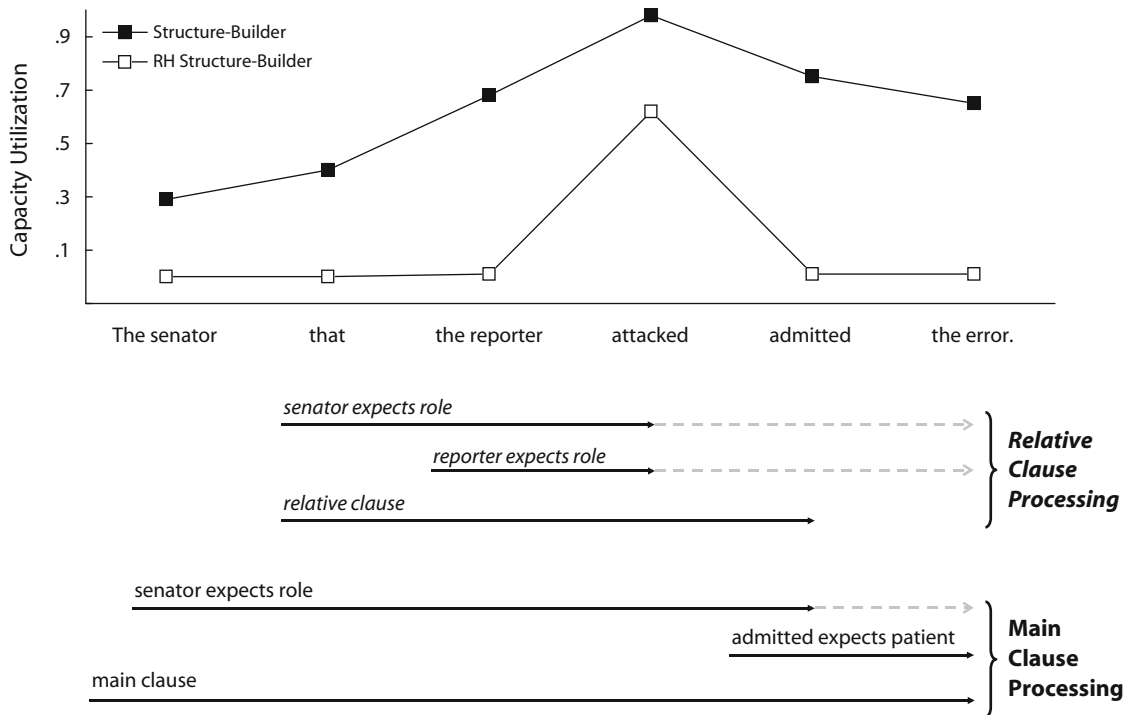 Capacity Utilization
.9
.7
.5
.3
.1
Structure-Builder
RH Structure-Builder
The senator that the reporter attacked admitted the error.
senator expects role
reporter expects role
relative clause
Relative
Clause
Processing
senator expects role
admitted expects patient
main clause
Main
Clause
Processing